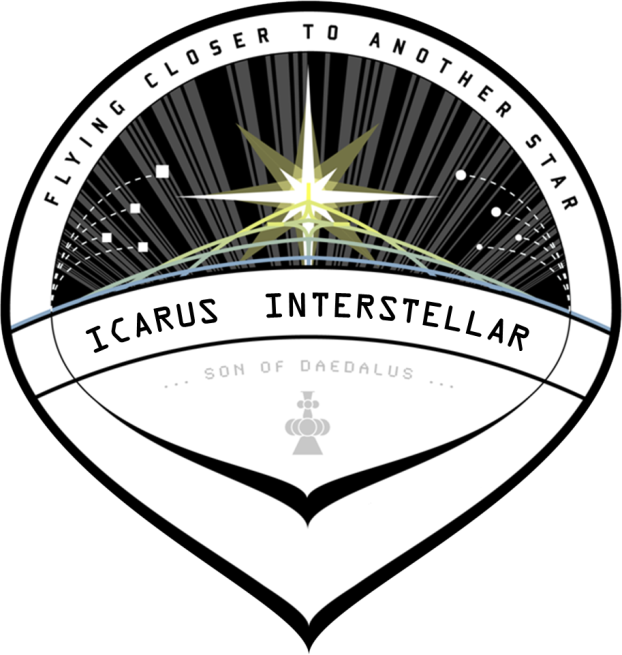 FLYING CLOSER TO ANOTHER STAR
ICARUS INTERSTELLAR
... SON OF DAEDALUS ...